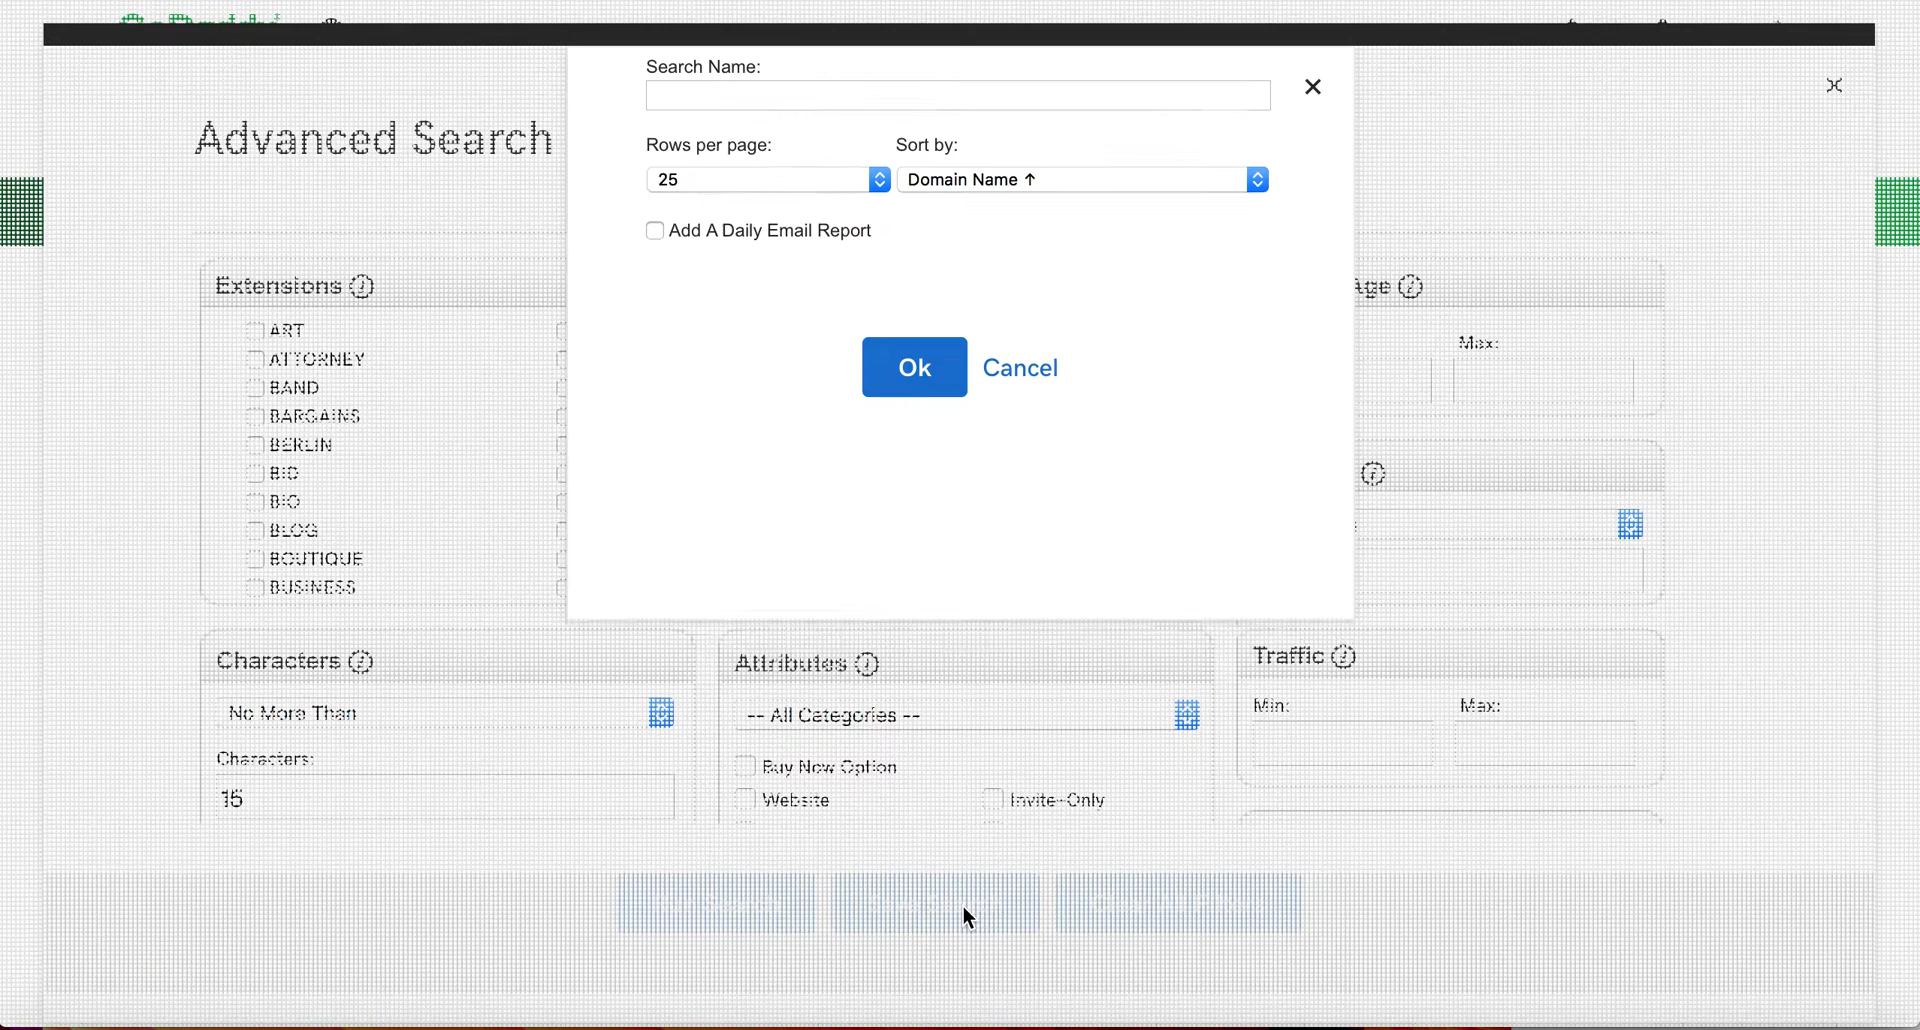 Search Name:
Advanced Search
Rows per page:
Sort by:
25
Domain Name ↑
Add A Daily Email Report
Extensions
ART
ATTORNEY
BAND
BARGAINS
BERLIN
BID
BIO
BLOG
BOUTIQUE
BUSINESS
Max:
Ok
Cancel
Characters
No More Than
Characters:
15
Attributes
-- All Categories --
Buy Now Option
Website
Invite-Only
Traffic
Min:
Max: